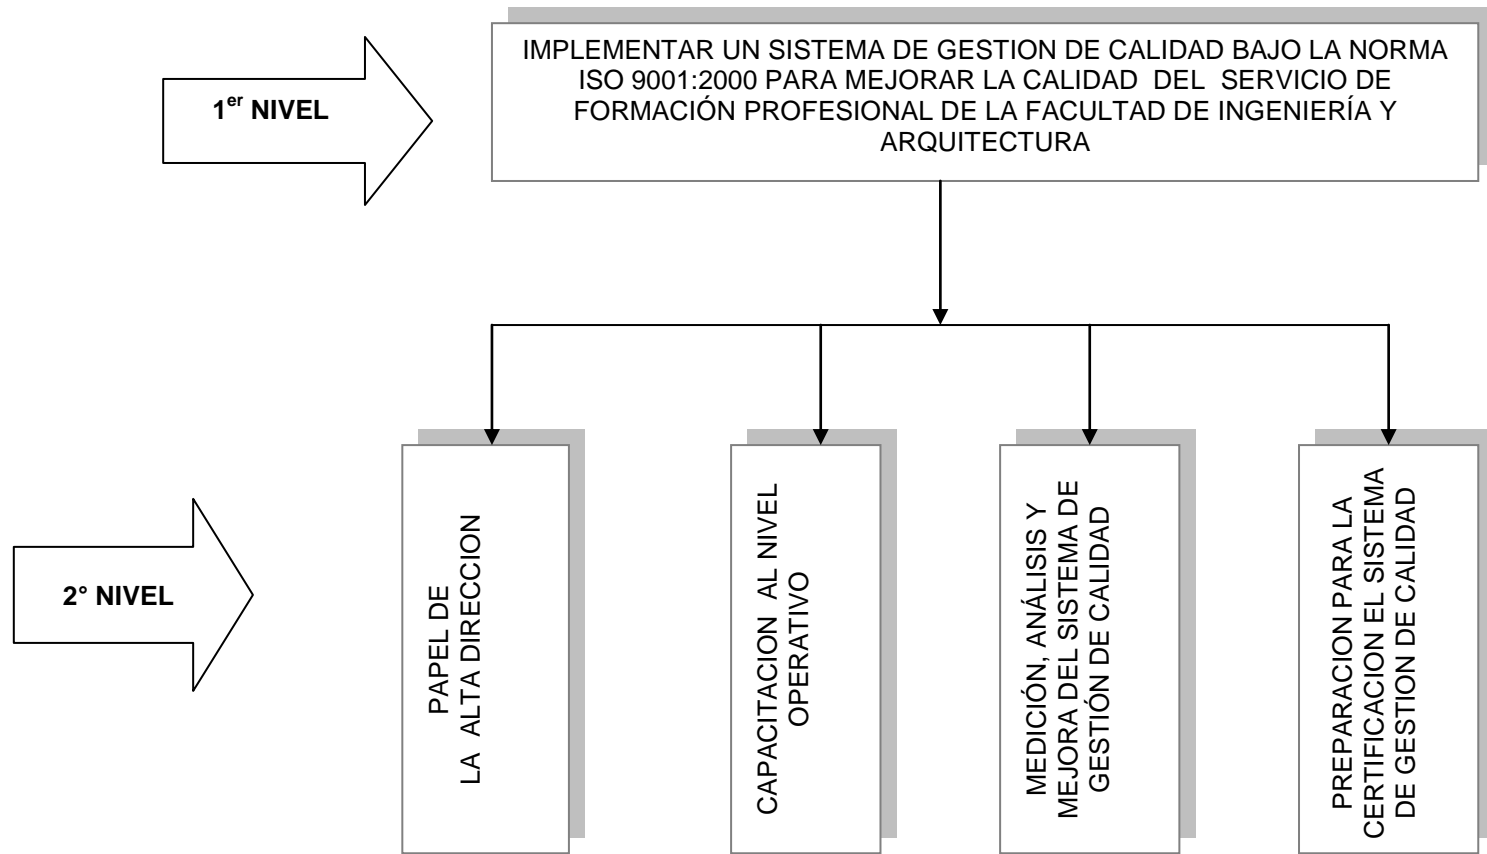 IMPLEMENTAR UN SISTEMA DE GESTION DE CALIDAD BAJO LA NORMA
ISO 9001:2000 PARA MEJORAR LA CALIDAD DEL SERVICIO DE
FORMACIÓN PROFESIONAL DE LA FACULTAD DE INGENIERÍA Y
ARQUITECTURA
1er NIVEL
2° NIVEL
PAPEL DE
LA ALTA DIRECCION
CAPACITACION AL NIVEL
OPERATIVO
MEDICIÓN, ANÁLISIS Y
MEJORA DEL SISTEMA DE
GESTIÓN DE CALIDAD
PREPARACION PARA LA
CERTIFICACION EL SISTEMA
DE GESTION DE CALIDAD